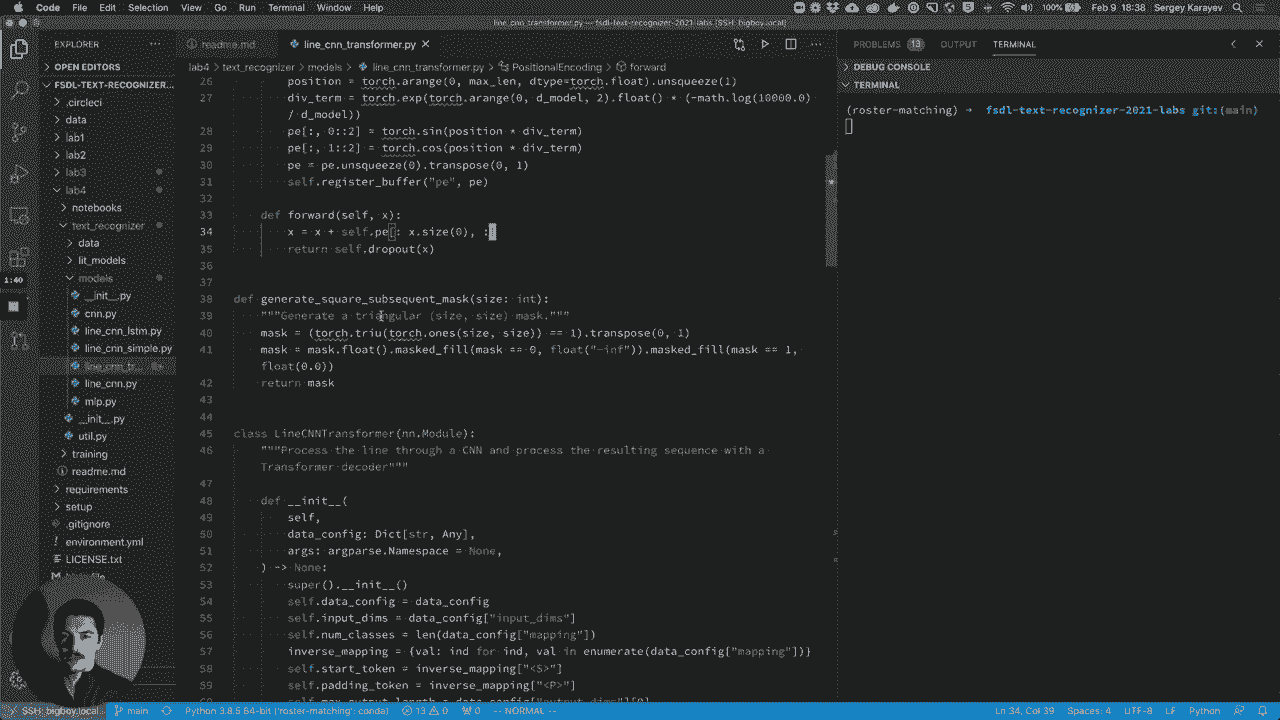 Code File Edit Selection View Go Run Terminal Window Help 100% Feb 9 18:38 Sergey Karayev
line_cnn_transformer.py — fsdl-text-recognizer-2021-labs [SSH: bigboy.local]
EXPLORER
OPEN EDITORS
FSDL-TEXT-RECOGNIZER...
.circleci
data
lab1
lab2
lab3
lab4
notebooks
text_recognizer
data
lit_models
models
__init__.py
cnn.py
line_cnn_lstm.py
line_cnn_simple.py
line_cnn_tr...
line_cnn.py
mlp.py
__init__.py
util.py
training
readme.md
requirements
setup
.gitignore
environment.yml
LICENSE.txt
1:40
readme.md
line_cnn_transformer.py
lab4 > text_recognizer > models > line_cnn_transformer.py > PositionalEncoding > forward
26 position = torch.arange(0, max_len, dtype=torch.float).unsqueeze(1)
27 div_term = torch.exp(torch.arange(0, d_model, 2).float() * (-math.log(10000.0)
/ d_model))
28 pe[:, 0::2] = torch.sin(position * div_term)
29 pe[:, 1::2] = torch.cos(position * div_term)
30 pe = pe.unsqueeze(0).transpose(0, 1)
31 self.register_buffer("pe", pe)
32
33 def forward(self, x):
34 x = x + self.pe[: x.size(0), :]
35 return self.dropout(x)
36
37
38 def generate_square_subsequent_mask(size: int):
39 """Generate a triangular (size, size) mask."""
40 mask = (torch.triu(torch.ones(size, size)) == 1).transpose(0, 1)
41 mask = mask.float().masked_fill(mask == 0, float("-inf")).masked_fill(mask == 1,
float(0.0))
42 return mask
43
44
45 class LineCNNTransformer(nn.Module):
46 """Process the line through a CNN and process the resulting sequence with a
Transformer decoder"""
47
48 def __init__(
49 self,
50 data_config: Dict[str, Any],
51 args: argparse.Namespace = None,
52 ) -> None:
53 super().__init__()
54 self.data_config = data_config
55 self.input_dims = data_config["input_dims"]
56 self.num_classes = len(data_config["mapping"])
57 inverse_mapping = {val: ind for ind, val in enumerate(data_config["mapping"])}
58 self.start_token = inverse_mapping["<S>"]
59 self.padding_token = inverse_mapping["<P>"]
PROBLEMS 13 OUTPUT TERMINAL
DEBUG CONSOLE
TERMINAL
(roster-matching) → fsdl-text-recognizer-2021-labs git:(main)
SSH: bigboy.local main Python 3.8.5 64-bit ('roster-matching': conda) 13 0 0 -- NORMAL -- Ln 34, Col 39 Spaces: 4 UTF-8 LF Python